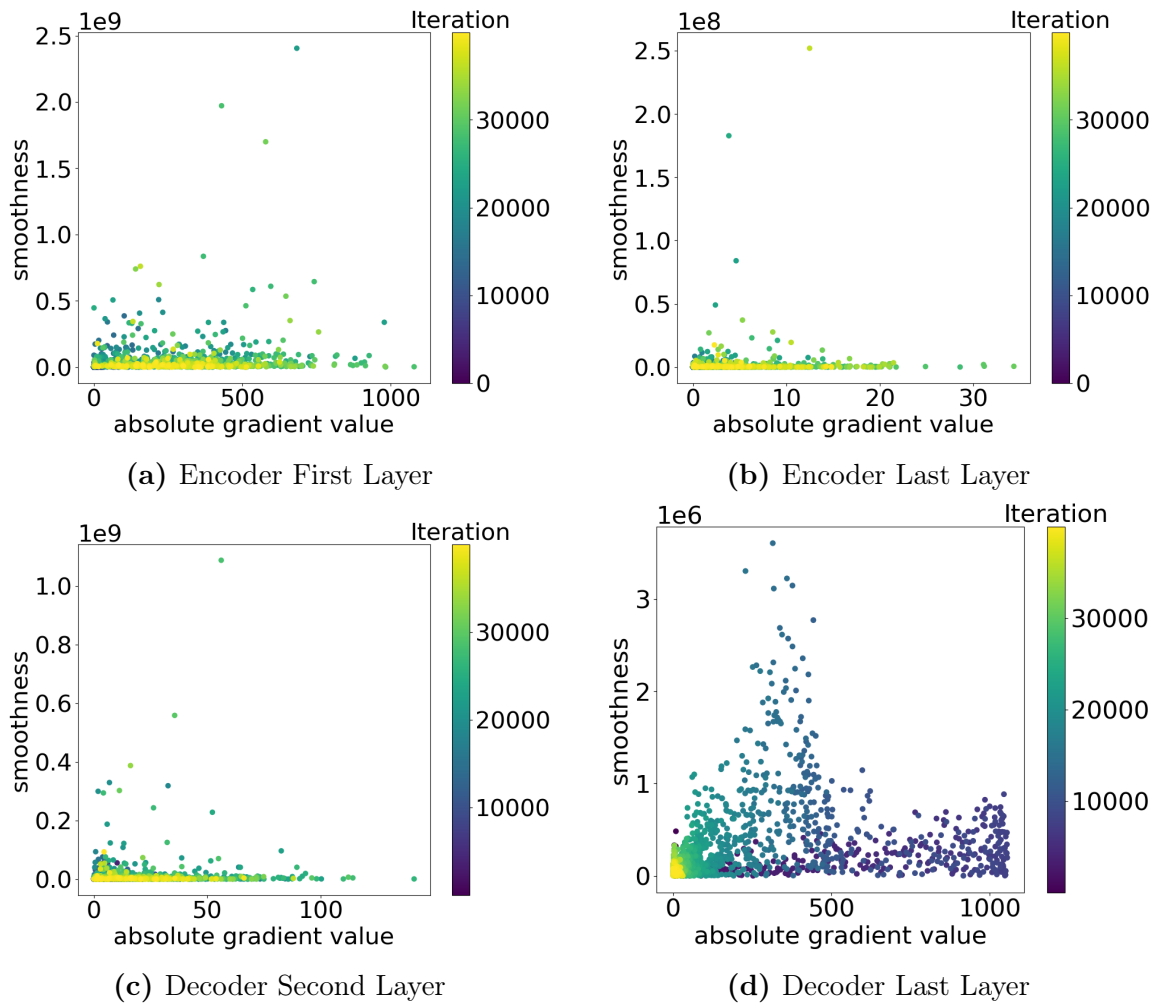 1e9
Iteration
2.5
2.0
1.5
1.0
0.5
0.0
smoothness
0
500
1000
absolute gradient value
30000
20000
10000
0
(a) Encoder First Layer
1e8
Iteration
2.5
2.0
1.5
1.0
0.5
0.0
smoothness
0
10
20
30
absolute gradient value
30000
20000
10000
0
(b) Encoder Last Layer
1e9
Iteration
1.0
0.8
0.6
0.4
0.2
0.0
smoothness
0
50
100
absolute gradient value
30000
20000
10000
(c) Decoder Second Layer
1e6
Iteration
3
2
1
0
smoothness
0
500
1000
absolute gradient value
30000
20000
10000
(d) Decoder Last Layer